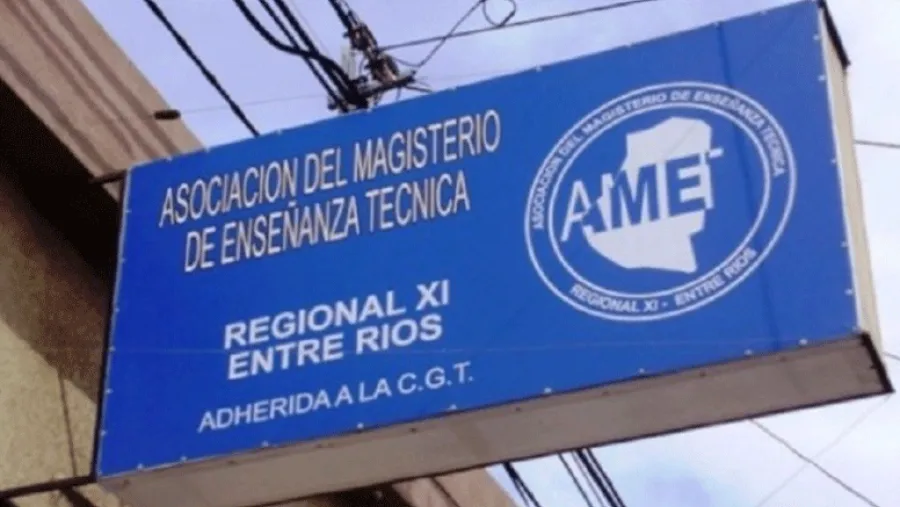 ASOCIACION DEL MAGISTERIO
DE ENSEÑANZA TECNICA
REGIONAL XI
ENTRE RIOS
ADHERIDA A LA C.G.T.
ASOCIACIÓN DEL MAGISTERIO DE ENSEÑANZA TECNICA
AMET
REGIONAL XI - ENTRE RIOS